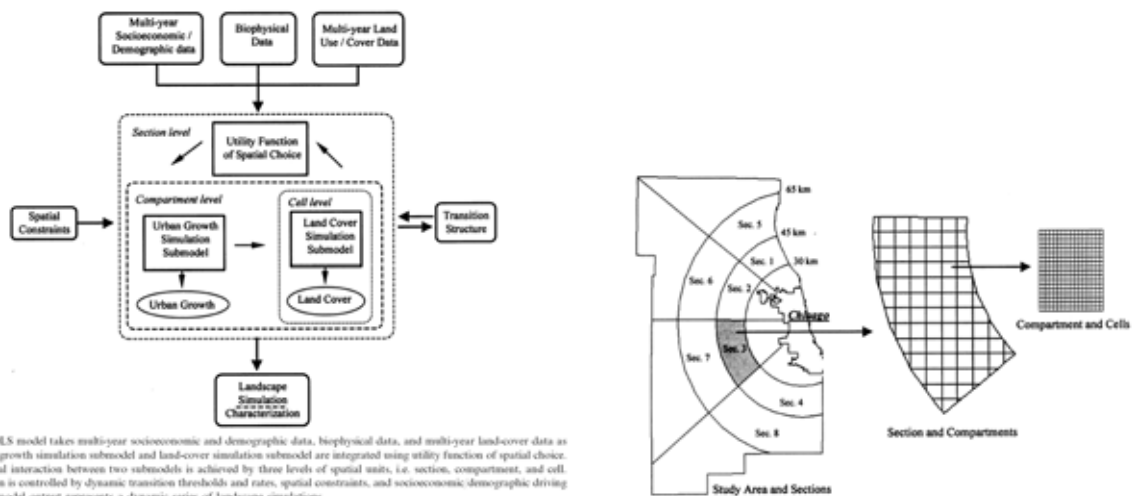 Multi-year
Socioeconomic /
Demographic data
Biophysical
Data
Multi-year Land
Use / Cover Data
Section level
Utility Function
of Spatial Choice
Compartment level
Cell level
Spatial
Constraints
Urban Growth
Simulation
Submodel
Land Cover
Simulation
Submodel
Transition
Structure
Urban Growth
Land Cover
Landscape
Simulation
Characterization
LS model takes multi-year socioeconomic and demographic data, biophysical data, and multi-year land-cover data as
growth simulation submodel and land-cover simulation submodel are integrated using utility function of spatial choice.
l interaction between two submodels is achieved by three levels of spatial units, i.e. section, compartment, and cell.
n is controlled by dynamic transition thresholds and rates, spatial constraints, and socioeconomic demographic driving
output represents a dynamic series of landscape simulations
65 km
Sec. 5
45 km
Sec. 1
30 km
Sec. 6
Sec. 2
Chicago
Sec. 3
Sec. 7
Sec. 4
Sec. 8
Study Area and Sections
Section and Compartments
Compartment and Cells